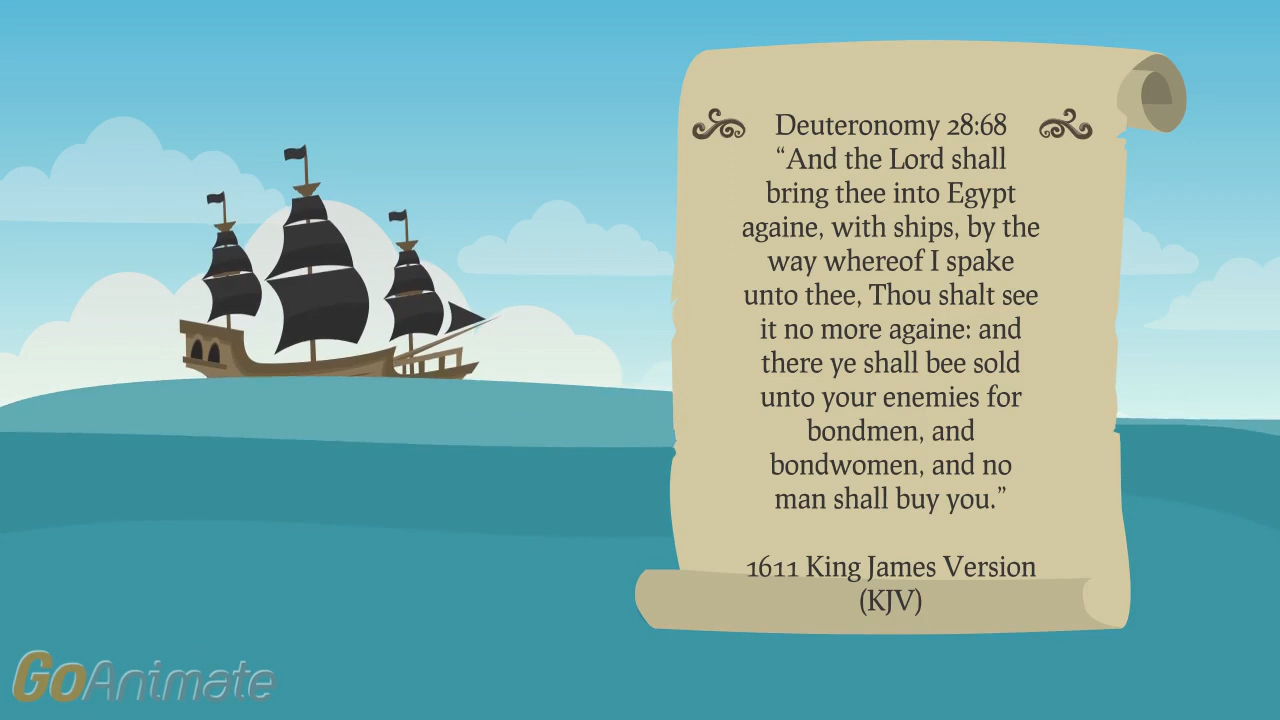 Deuteronomy 28:68
“And the Lord shall
bring thee into Egypt
againe, with ships, by the
way whereof I spake
unto thee, Thou shalt see
it no more againe: and
there ye shall bee sold
unto your enemies for
bondmen, and
bondwomen, and no
man shall buy you.”
1611 King James Version
(KJV)
GoAnimate